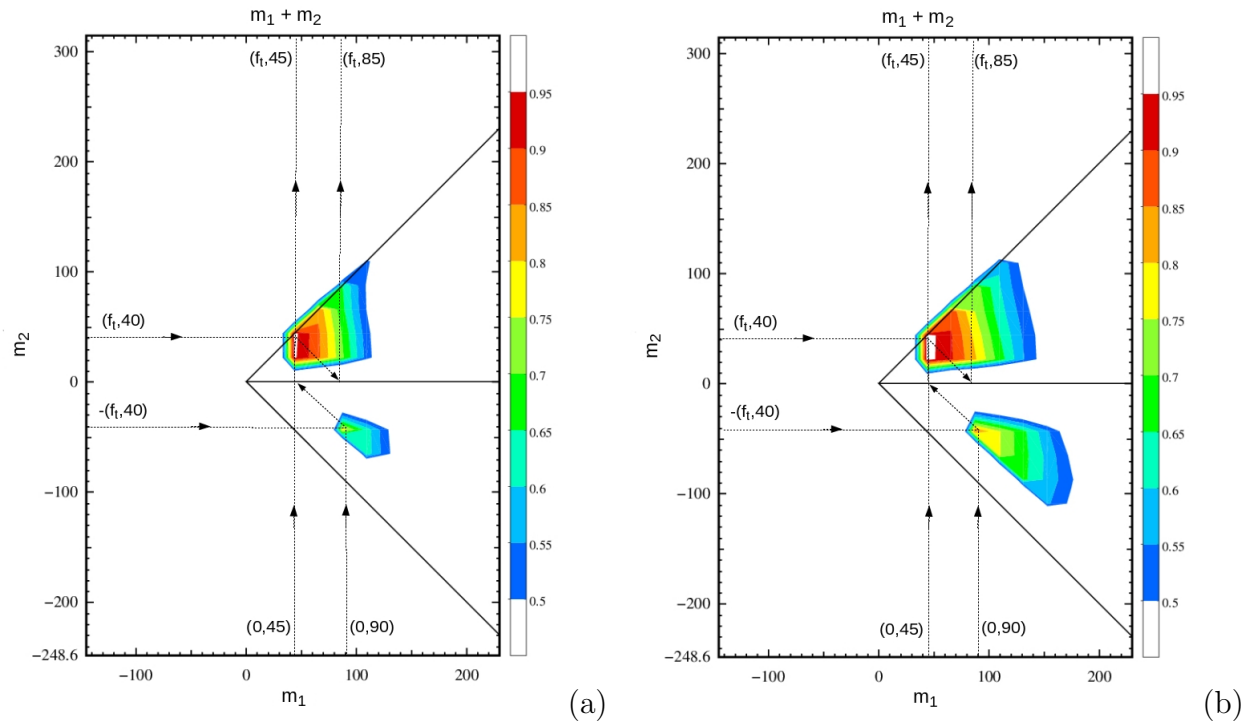 m₁ + m₂
(fₜ,45)
(fₜ,85)
300
200
100
0
−100
−200
−248.6
m₂
(fₜ,40)
-(fₜ,40)
(0,45)
(0,90)
−100
0
100
200
m₁
0.95
0.9
0.85
0.8
0.75
0.7
0.65
0.6
0.55
0.5
(a)
m₁ + m₂
(fₜ,45)
(fₜ,85)
300
200
100
0
−100
−200
−248.6
m₂
(fₜ,40)
-(fₜ,40)
(0,45)
(0,90)
−100
0
100
200
m₁
0.95
0.9
0.85
0.8
0.75
0.7
0.65
0.6
0.55
0.5
(b)